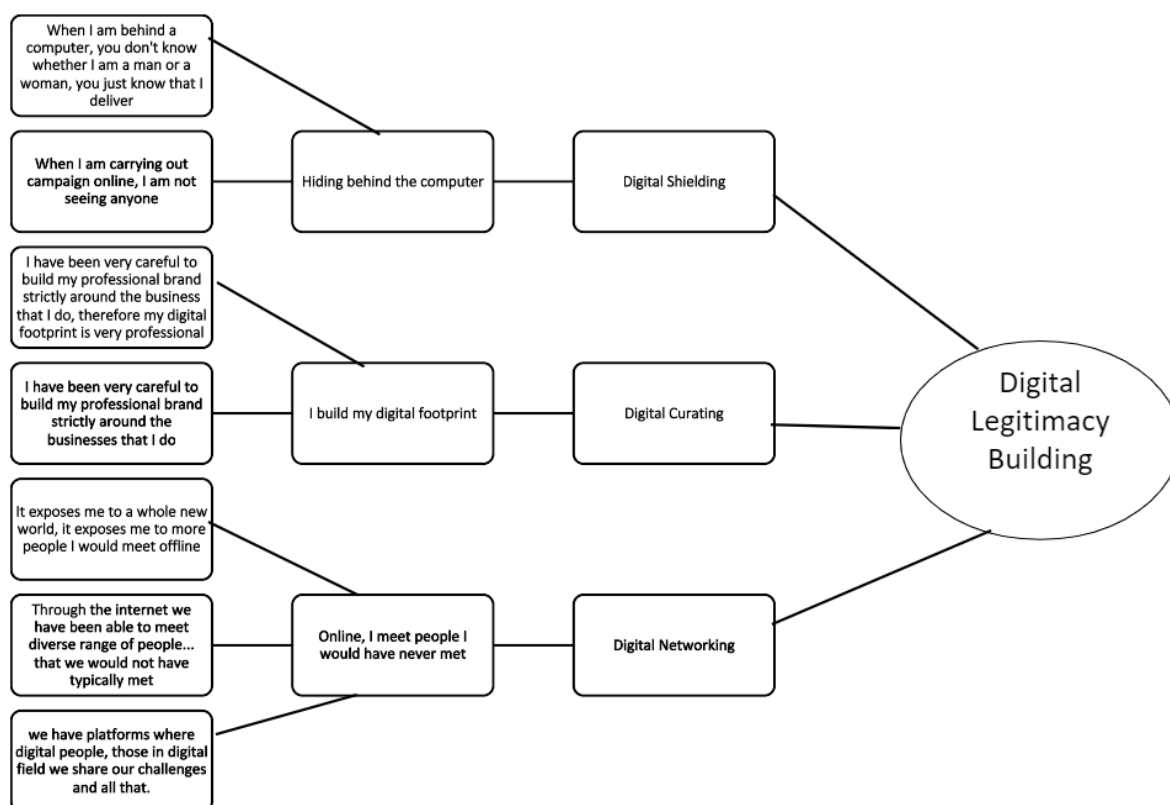 When I am behind a
computer, you don't know
whether I am a man or a
woman, you just know that I
deliver
When I am carrying out
campaign online, I am not
seeing anyone
Hiding behind the computer
Digital Shielding
I have been very careful to
build my professional brand
strictly around the business
that I do, therefore my digital
footprint is very professional
I have been very careful to
build my professional brand
strictly around the
businesses that I do
I build my digital footprint
Digital Curating
It exposes me to a whole new
world, it exposes me to more
people I would meet offline
Through the internet we
have been able to meet
diverse range of people...
that we would not have
typically met
Online, I meet people I
would have never met
Digital Networking
we have platforms where
digital people, those in digital
field we share our challenges
and all that.
Digital
Legitimacy
Building